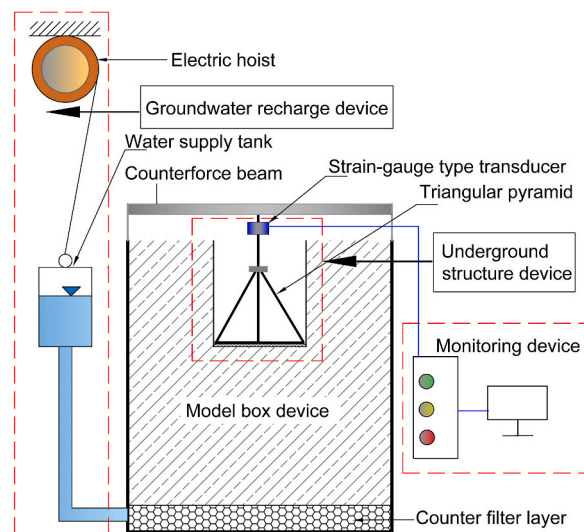 Electric hoist
Groundwater recharge device
Water supply tank
Counterforce beam
Strain-gauge type transducer
Triangular pyramid
Underground
structure device
Monitoring device
Model box device
Counter filter layer